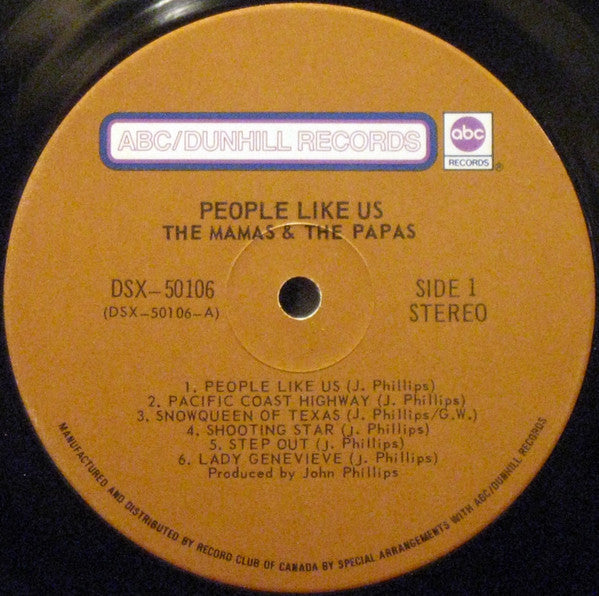 ABC/DUNHILL RECORDS
abc
RECORDS
®
PEOPLE LIKE US
THE MAMAS & THE PAPAS
DSX-50106
(DSX-50106-A)
SIDE 1
STEREO
1. PEOPLE LIKE US (J. Phillips)
2. PACIFIC COAST HIGHWAY (J. Phillips)
3. SNOWQUEEN OF TEXAS (J. Phillips/G.W.)
4. SHOOTING STAR (J. Phillips)
5. STEP OUT (J. Phillips)
6. LADY GENEVIEVE (J. Phillips)
Produced by John Phillips
MANUFACTURED AND DISTRIBUTED BY RECORD CLUB OF CANADA BY SPECIAL ARRANGEMENTS WITH ABC/DUNHILL RECORDS